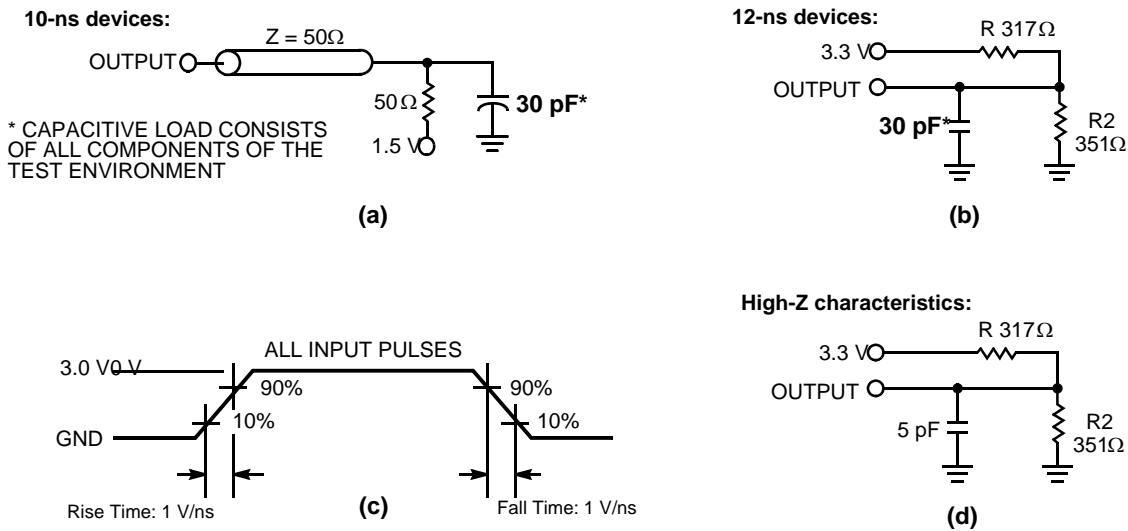 10-ns devices:
Z = 50Ω
OUTPUT
50Ω
30 pF*
1.5 V
* CAPACITIVE LOAD CONSISTS
OF ALL COMPONENTS OF THE
TEST ENVIRONMENT
(a)
12-ns devices:
R 317Ω
3.3 V
OUTPUT
30 pF*
R2
351Ω
(b)
ALL INPUT PULSES
3.0 V0 V
90%
10%
GND
90%
10%
Rise Time: 1 V/ns
(c)
Fall Time: 1 V/ns
High-Z characteristics:
R 317Ω
3.3 V
OUTPUT
5 pF
R2
351Ω
(d)